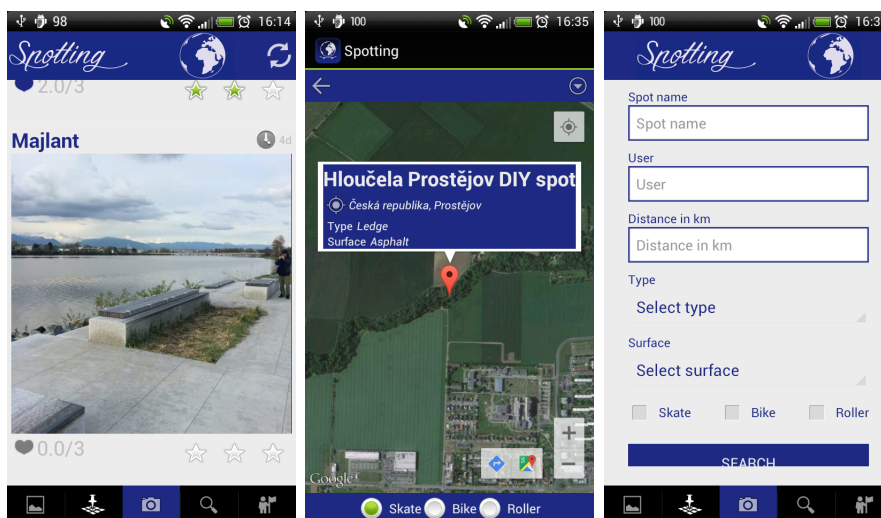 98
16:14
Spotting
2.0/3
Majlant
4d
0.0/3
100
16:35
Spotting
Hloučela Prostějov DIY spot
Česká republika, Prostějov
Type Ledge
Surface Asphalt
Google
Skate Bike Roller
100
16:3
Spotting
Spot name
Spot name
User
User
Distance in km
Distance in km
Type
Select type
Surface
Select surface
Skate Bike Roller
SEARCH